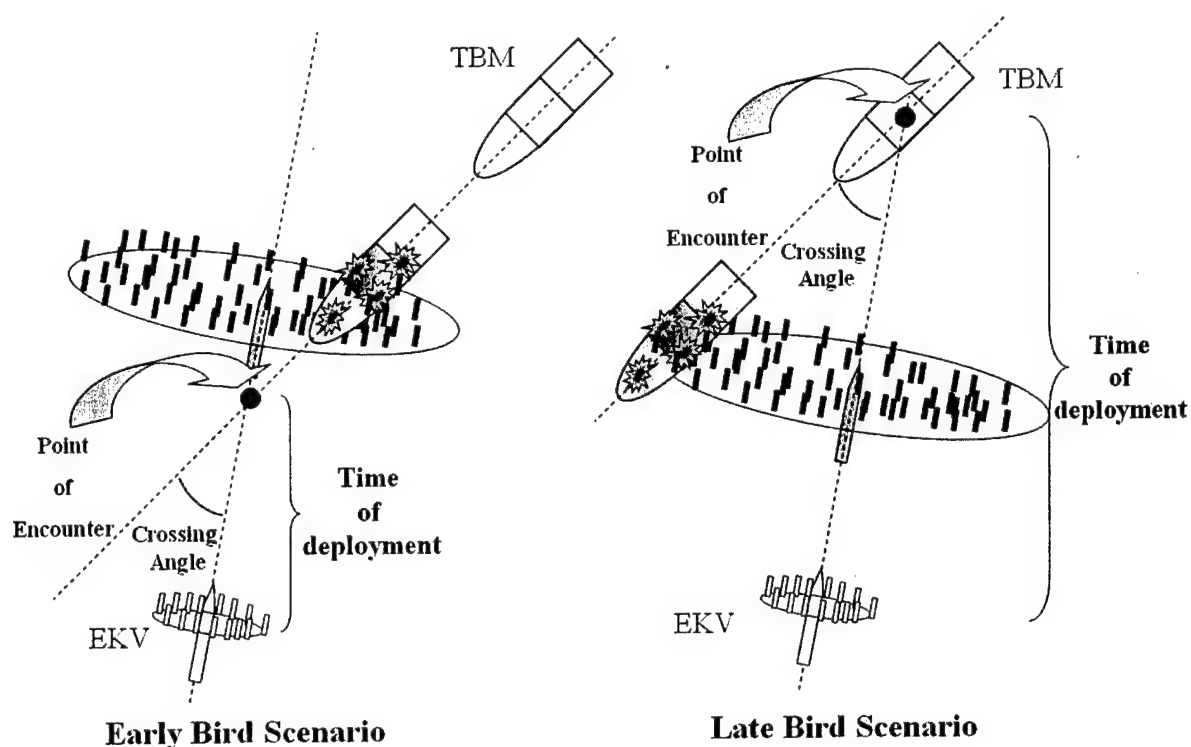 TBM
Point
of
Encounter
Crossing
Angle
Time
of
deployment
EKV
Early Bird Scenario
TBM
Point
of
Encounter
Crossing
Angle
Time
of
deployment
EKV
Late Bird Scenario